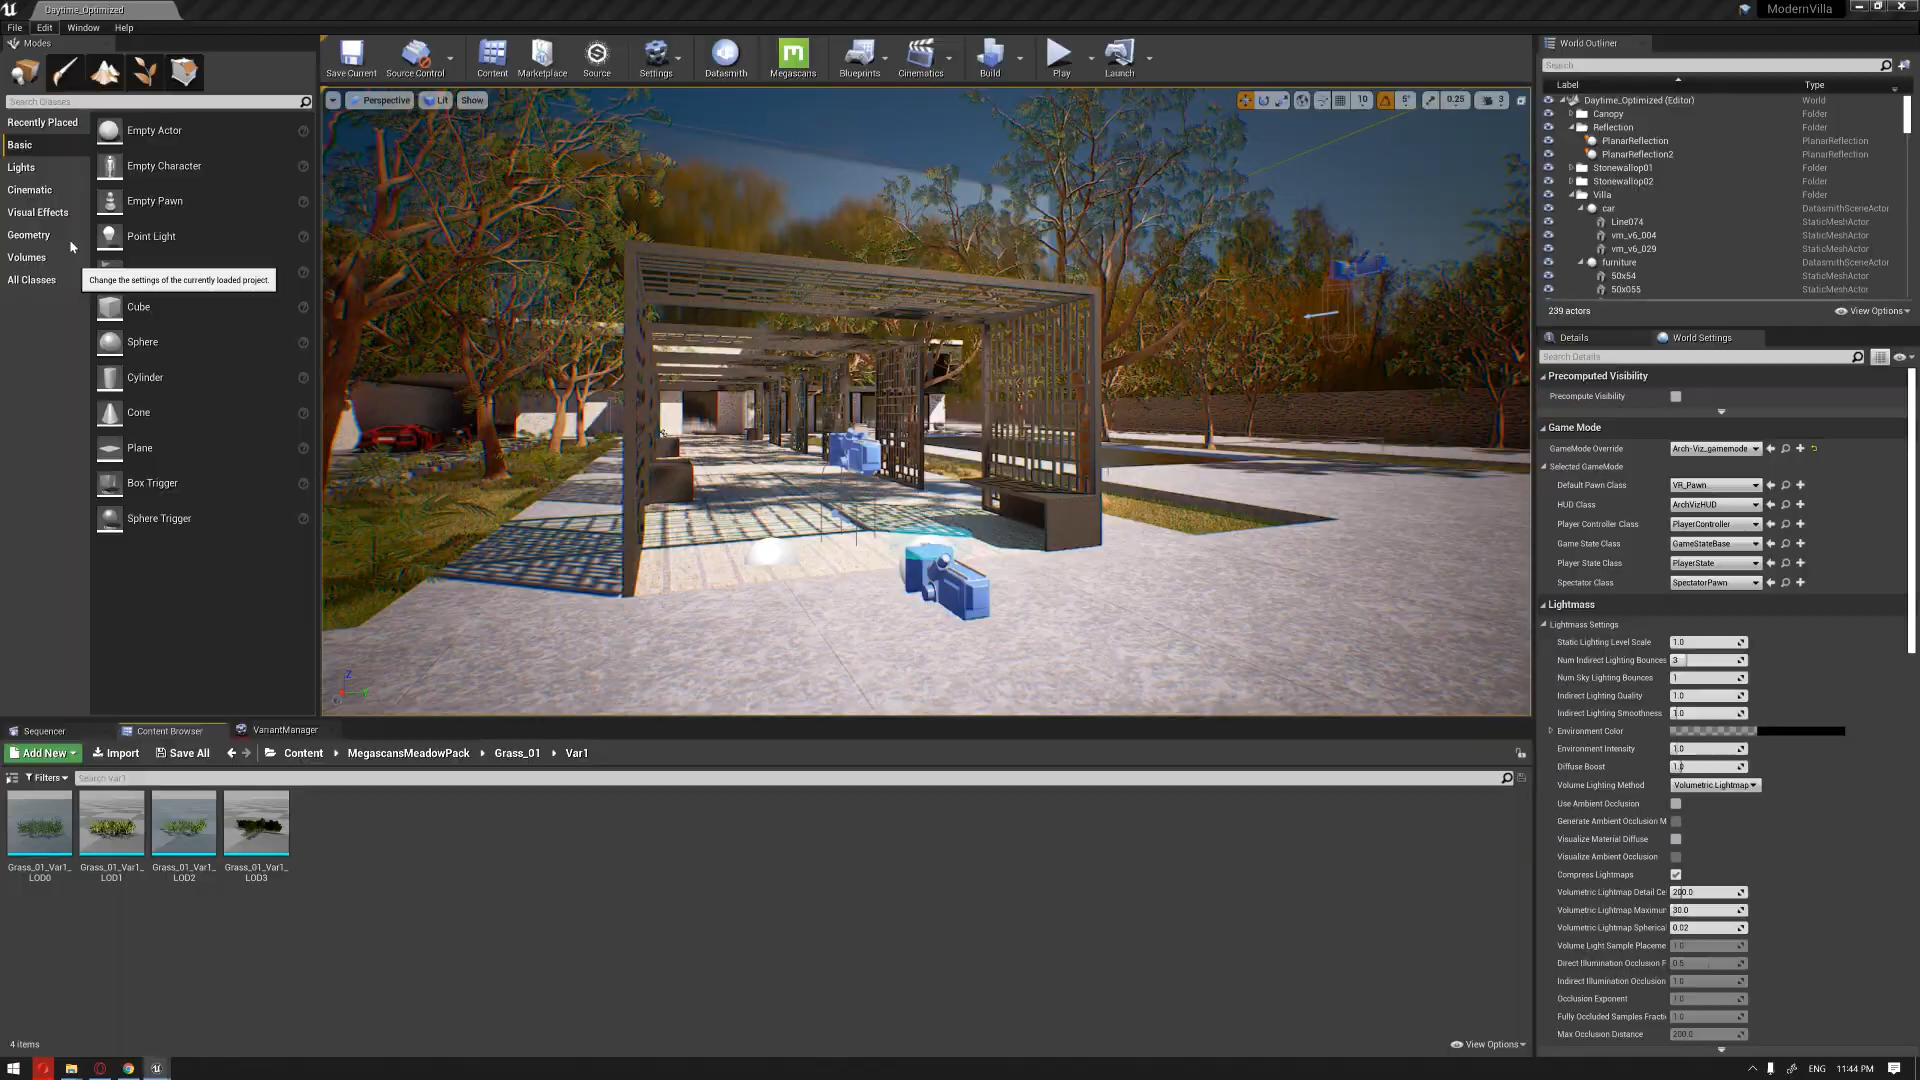 Daytime_Optimized
ModernVilla
File Edit Window Help
Modes
Search Classes
Recently Placed
Basic
Lights
Cinematic
Visual Effects
Geometry
Volumes
All Classes
Empty Actor
Empty Character
Empty Pawn
Point Light
Change the settings of the currently loaded project.
Cube
Sphere
Cylinder
Cone
Plane
Box Trigger
Sphere Trigger
Save Current Source Control Content Marketplace Source Settings Datasmith Megascans Blueprints Cinematics Build Play Launch
Perspective Lit Show
10 5° 0.25 3
World Outliner
Search
Label Type
Daytime_Optimized (Editor) World
Canopy Folder
Reflection Folder
PlanarReflection PlanarReflection
PlanarReflection2 PlanarReflection
Stonewallop01 Folder
Stonewallop02 Folder
Villa Folder
car DatasmithSceneActor
Line074 StaticMeshActor
vm_v6_004 StaticMeshActor
vm_v6_029 StaticMeshActor
furniture DatasmithSceneActor
50x54 StaticMeshActor
50x055 StaticMeshActor
239 actors View Options
Details World Settings
Search Details
Precomputed Visibility
Precompute Visibility
Game Mode
GameMode Override Arch-Viz_gamemode
Selected GameMode
Default Pawn Class VR_Pawn
HUD Class ArchVizHUD
Player Controller Class PlayerController
Game State Class GameStateBase
Player State Class PlayerState
Spectator Class SpectatorPawn
Lightmass
Lightmass Settings
Static Lighting Level Scale 1.0
Num Indirect Lighting Bounces 3
Num Sky Lighting Bounces 1
Indirect Lighting Quality 1.0
Indirect Lighting Smoothness 1.0
Environment Color
Environment Intensity 1.0
Diffuse Boost 1.0
Volume Lighting Method Volumetric Lightmap
Use Ambient Occlusion
Generate Ambient Occlusion M
Visualize Material Diffuse
Visualize Ambient Occlusion
Compress Lightmaps
Volumetric Lightmap Detail Ce 200.0
Volumetric Lightmap Maximur 30.0
Volumetric Lightmap Spherica 0.02
Volume Light Sample Placeme 1.0
Direct Illumination Occlusion F 0.5
Indirect Illumination Occlusion 1.0
Occlusion Exponent 1.0
Fully Occluded Samples Fracti 1.0
Max Occlusion Distance 200.0
Z
Y
Sequencer Content Browser VariantManager
Add New Import Save All Content MegascansMeadowPack Grass_01 Var1
Filters Search Var1
Grass_01_Var1_ Grass_01_Var1_ Grass_01_Var1_ Grass_01_Var1_
LOD0 LOD1 LOD2 LOD3
4 items View Options
ENG 11:44 PM